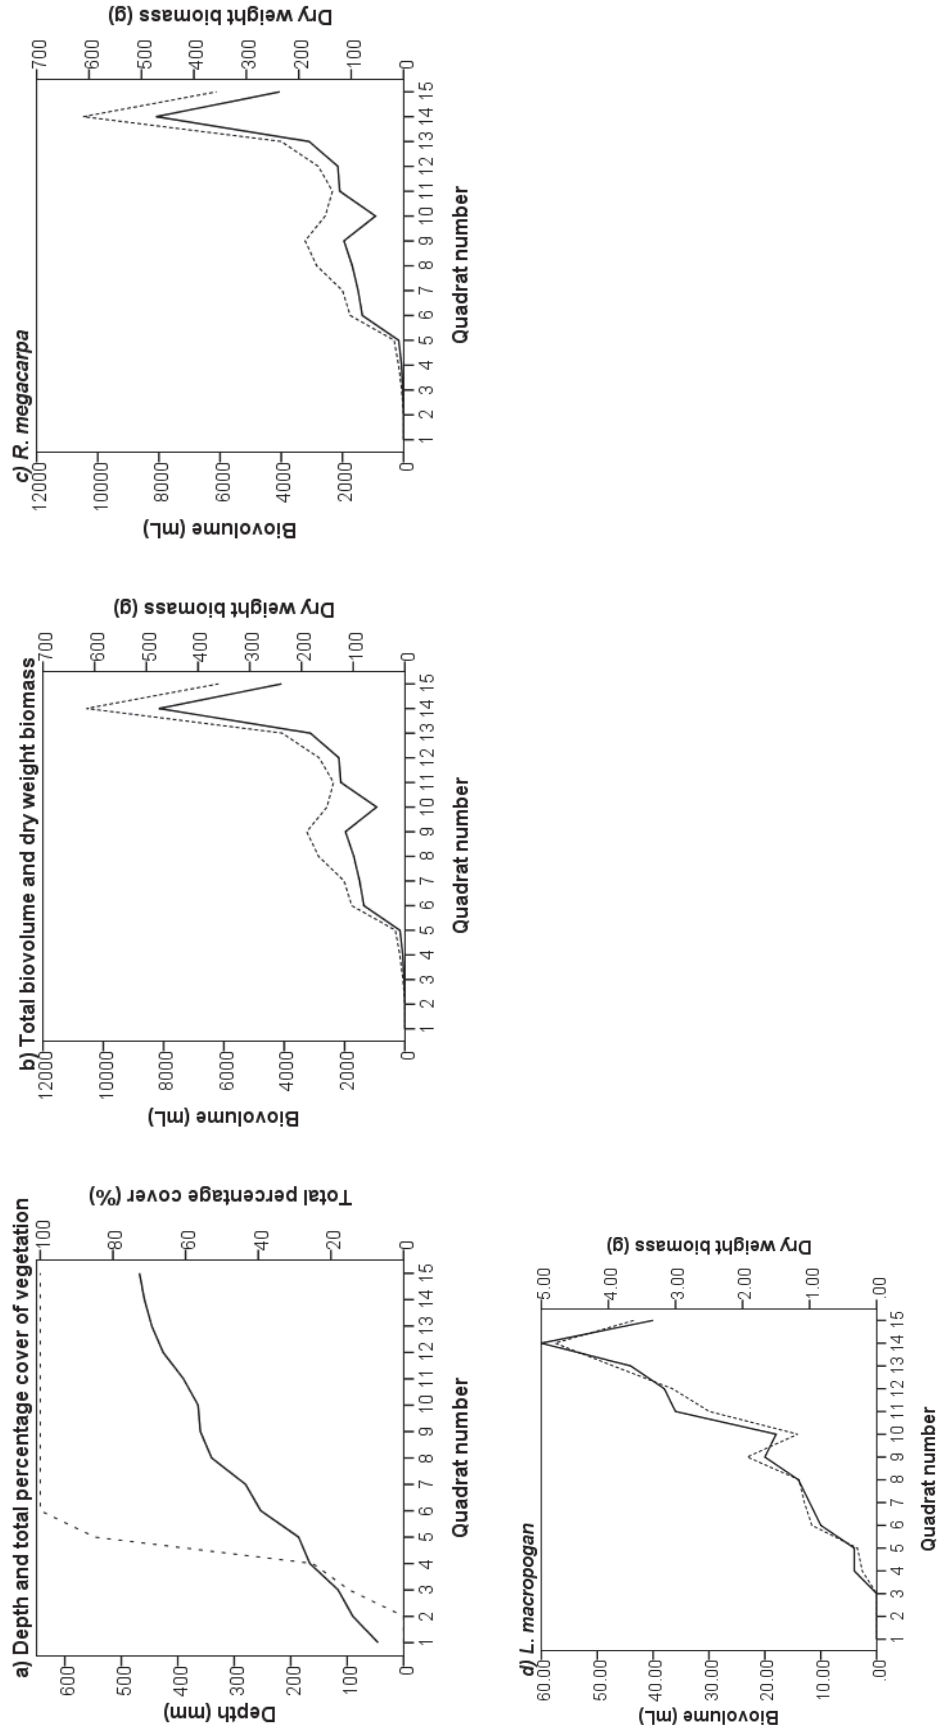 a) Depth and total percentage cover of vegetation
Depth (mm)
600
500
400
300
200
100
0
Total percentage cover (%)
100
80
60
40
20
0
1 2 3 4 5 6 7 8 9 10 11 12 13 14 15
Quadrat number
b) Total biovolume and dry weight biomass
Biovolume (mL)
12000
10000
8000
6000
4000
2000
0
Dry weight biomass
(g)
700
600
500
400
300
200
100
0
1 2 3 4 5 6 7 8 9 10 11 12 13 14 15
Quadrat number
c) R. megacarpa
Biovolume (mL)
12000
10000
8000
6000
4000
2000
0
Dry weight biomass
(g)
700
600
500
400
300
200
100
0
1 2 3 4 5 6 7 8 9 10 11 12 13 14 15
Quadrat number
d) L. macropogan
Biovolume (mL)
60.00
50.00
40.00
30.00
20.00
10.00
.00
Dry weight biomass
(g)
5.00
4.00
3.00
2.00
1.00
.00
1 2 3 4 5 6 7 8 9 10 11 12 13 14 15
Quadrat number